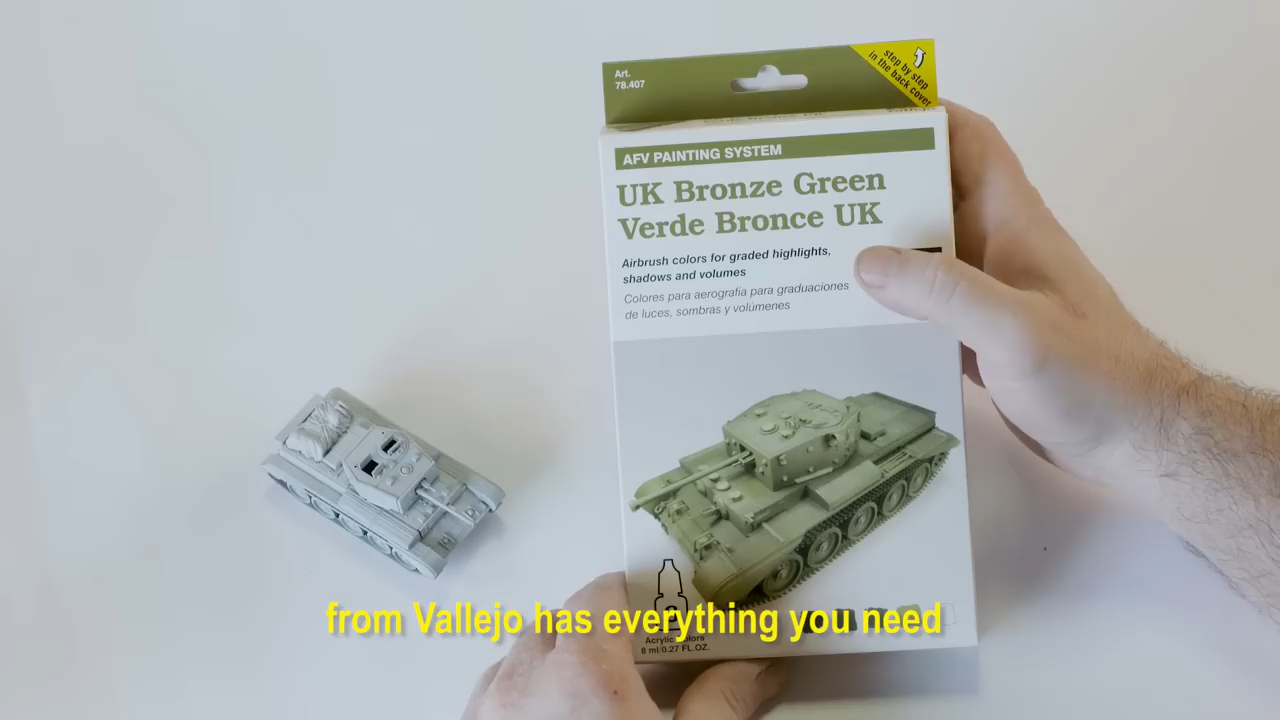 Art.
78.407
step by step
in the back cover
AFV PAINTING SYSTEM
UK Bronze Green
Verde Bronce UK
Airbrush colors for graded highlights,
shadows and volumes
Colores para aerografía para graduaciones
de luces, sombras y volúmenes
from Vallejo has everything you need
Acrylic Colors
8 ml/0.27 FL.OZ.